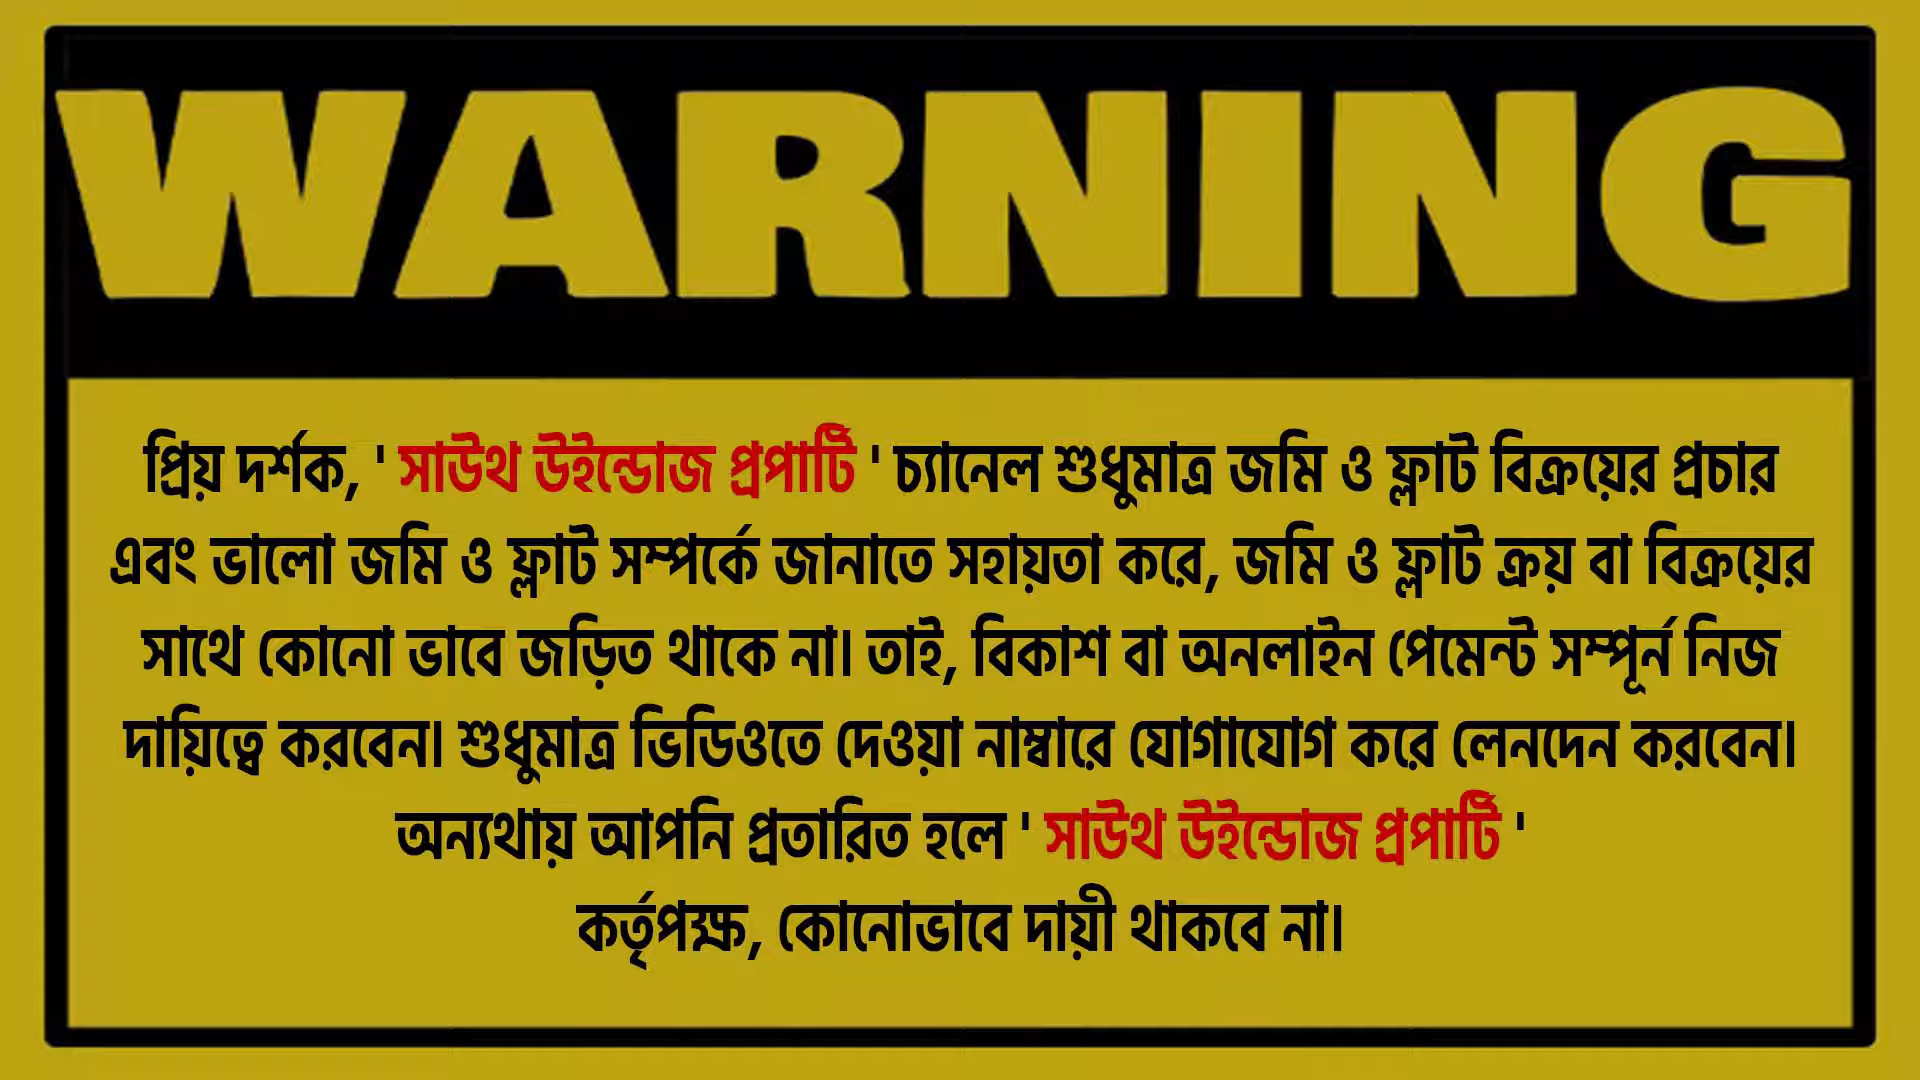 WARNING
প্রিয় দর্শক, ' সাউথ উইন্ডোজ প্রপার্টি ' চ্যানেল শুধুমাত্র জমি ও ফ্লাট বিক্রয়ের প্রচার
এবং ভালো জমি ও ফ্লাট সম্পর্কে জানাতে সহায়তা করে, জমি ও ফ্লাট ক্রয় বা বিক্রয়ের
সাথে কোনো ভাবে জড়িত থাকে না। তাই, বিকাশ বা অনলাইন পেমেন্ট সম্পূর্ন নিজ
দায়িত্বে করবেন। শুধুমাত্র ভিডিওতে দেওয়া নাম্বারে যোগাযোগ করে লেনদেন করবেন।
অন্যথায় আপনি প্রতারিত হলে ' সাউথ উইন্ডোজ প্রপার্টি '
কর্তৃপক্ষ, কোনোভাবে দায়ী থাকবে না।